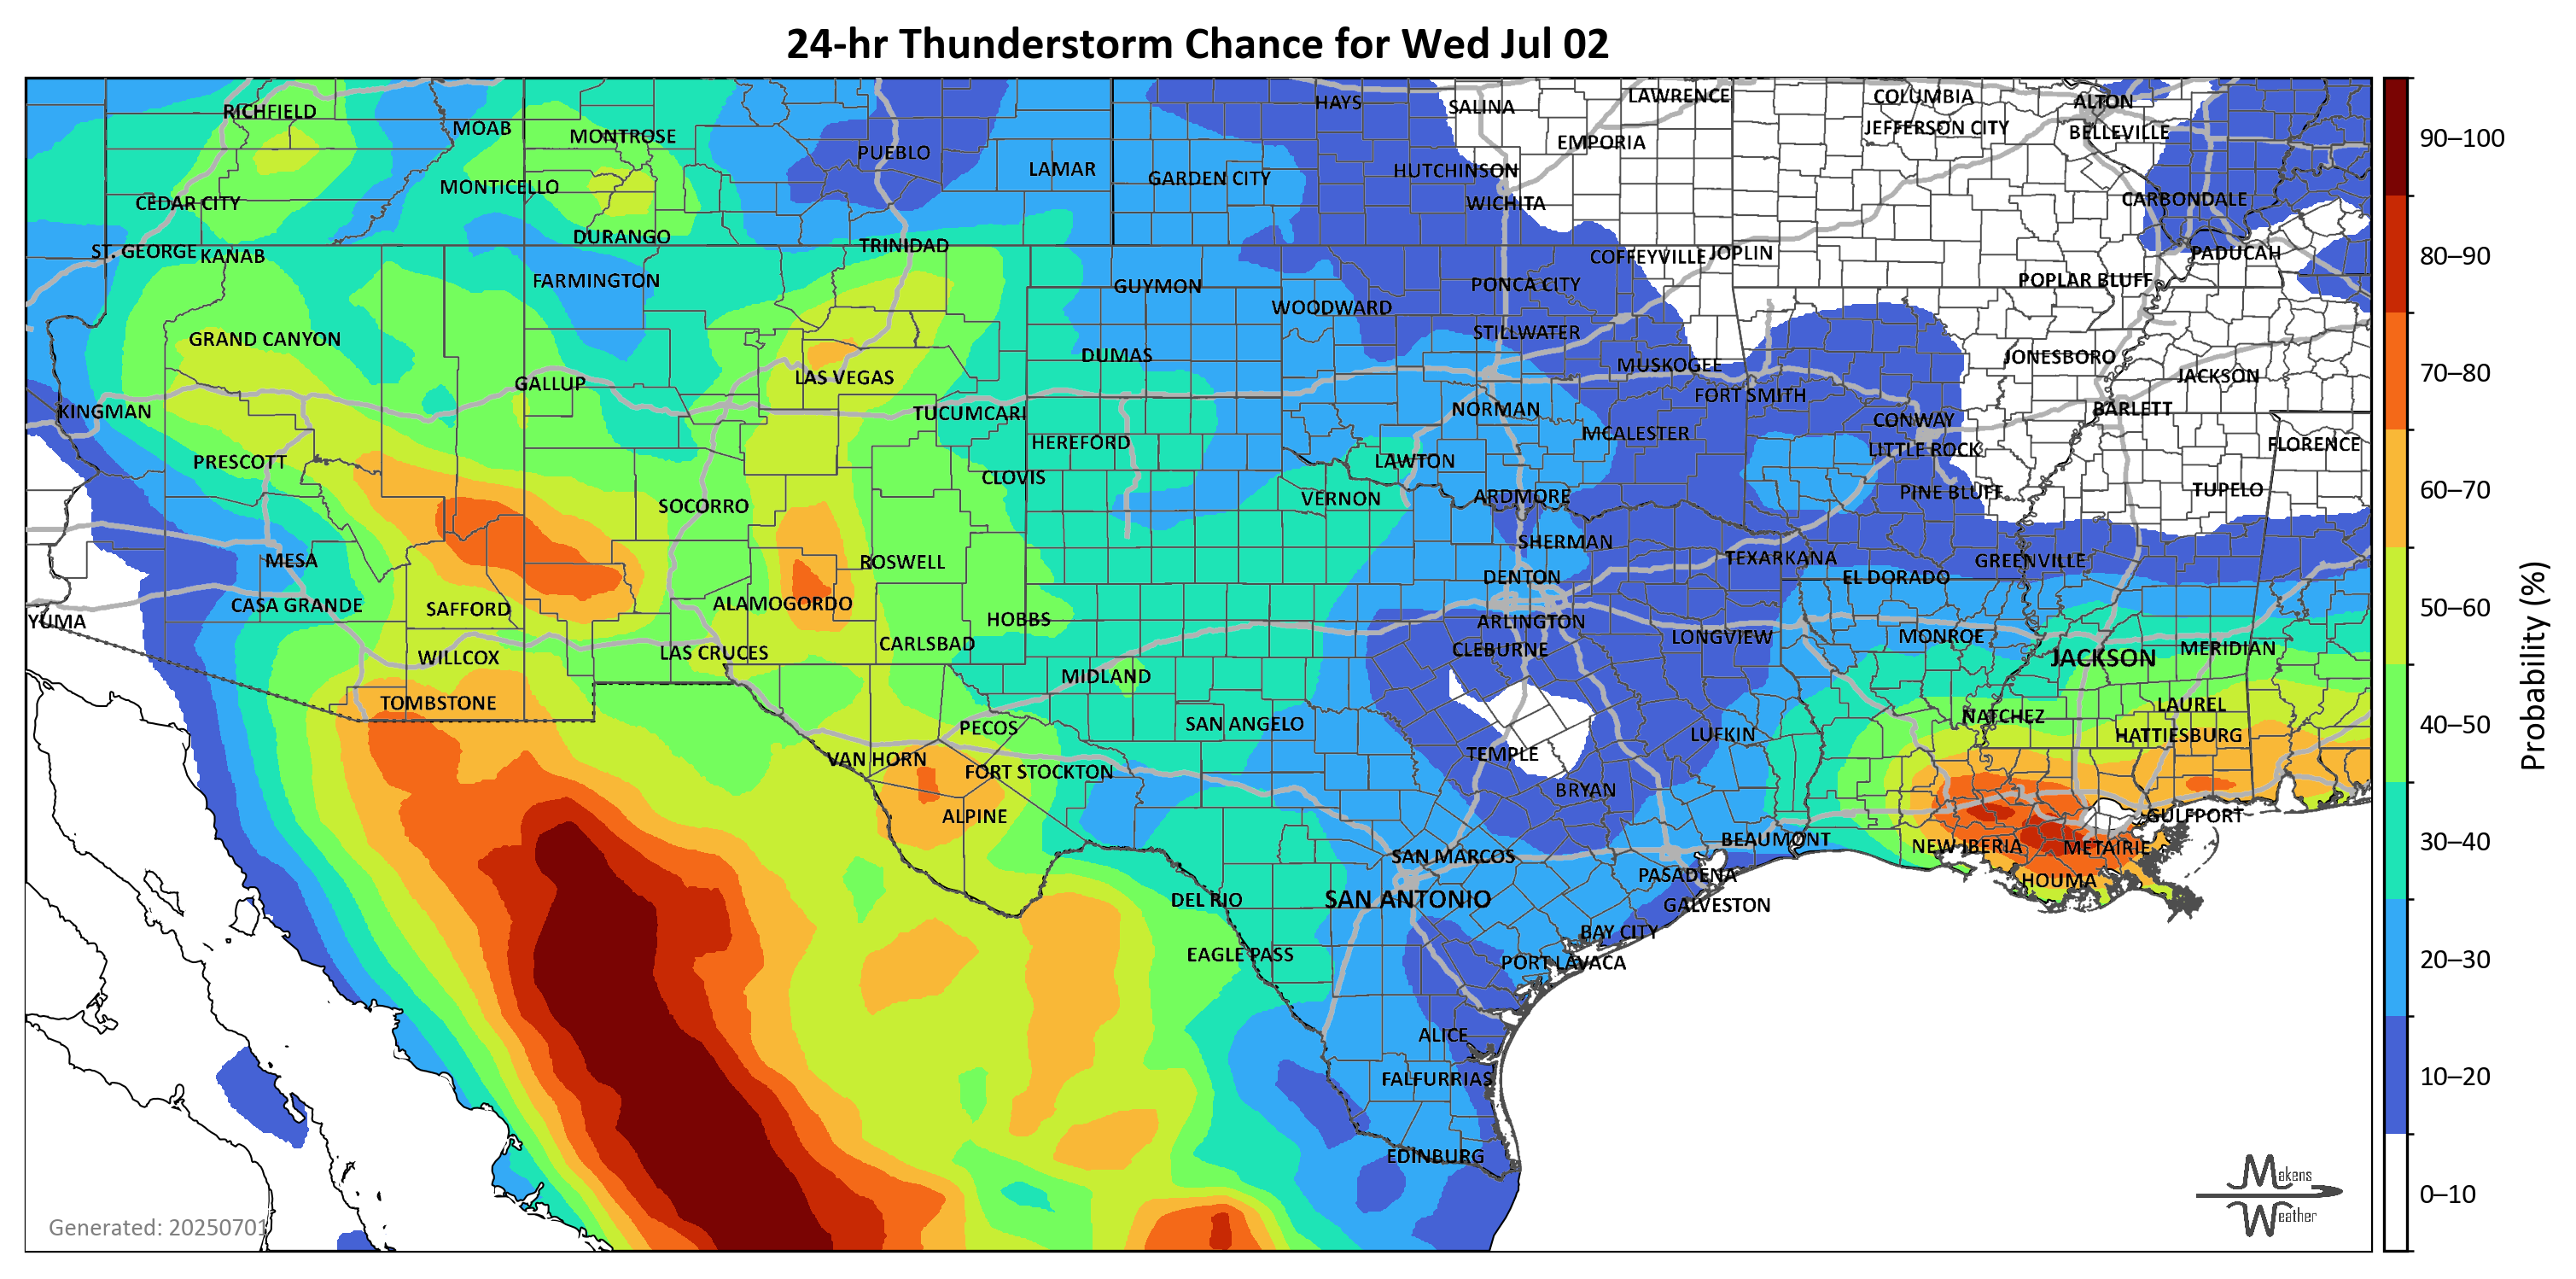 24-hr Thunderstorm Chance for Wed Jul 02
RICHFIELD
MOAB
MONTROSE
PUEBLO
LAMAR
GARDEN CITY
HAYS
SALINA
LAWRENCE
EMPORIA
HUTCHINSON
WICHITA
COLUMBIA
JEFFERSON CITY
ALTON
BELLEVILLE
CARBONDALE
MONTICELLO
CEDAR CITY
DURANGO
TRINIDAD
ST. GEORGE
KANAB
FARMINGTON
GUYMON
WOODWARD
PONCA CITY
COFFEYVILLE
JOPLIN
POPLAR BLUFF
PADUCAH
GRAND CANYON
STILLWATER
DUMAS
MUSKOGEE
JONESBORO
JACKSON
GALLUP
LAS VEGAS
KINGMAN
TUCUMCARI
NORMAN
FORT SMITH
CONWAY
BARLETT
HEREFORD
MCALESTER
LITTLE ROCK
FLORENCE
PRESCOTT
CLOVIS
LAWTON
VERNON
ARDMORE
PINE BLUFF
TUPELO
SOCORRO
SHERMAN
MESA
ROSWELL
TEXARKANA
GREENVILLE
DENTON
EL DORADO
CASA GRANDE
SAFFORD
ALAMOGORDO
HOBBS
YUMA
ARLINGTON
LONGVIEW
MONROE
WILLCOX
LAS CRUCES
CARLSBAD
CLEBURNE
JACKSON
MERIDIAN
MIDLAND
TOMBSTONE
PECOS
SAN ANGELO
NATCHEZ
LAUREL
LUFKIN
HATTIESBURG
VAN HORN
FORT STOCKTON
TEMPLE
BRYAN
ALPINE
GULFPORT
BEAUMONT
NEW IBERIA
METAIRIE
SAN MARCOS
PASADENA
HOUMA
DEL RIO
SAN ANTONIO
GALVESTON
BAY CITY
EAGLE PASS
PORT LAVACA
ALICE
FALFURRIAS
EDINBURG
Generated: 20250701
Makens
Weather
90–100
80–90
70–80
60–70
50–60
40–50
30–40
20–30
10–20
0–10
Probability (%)